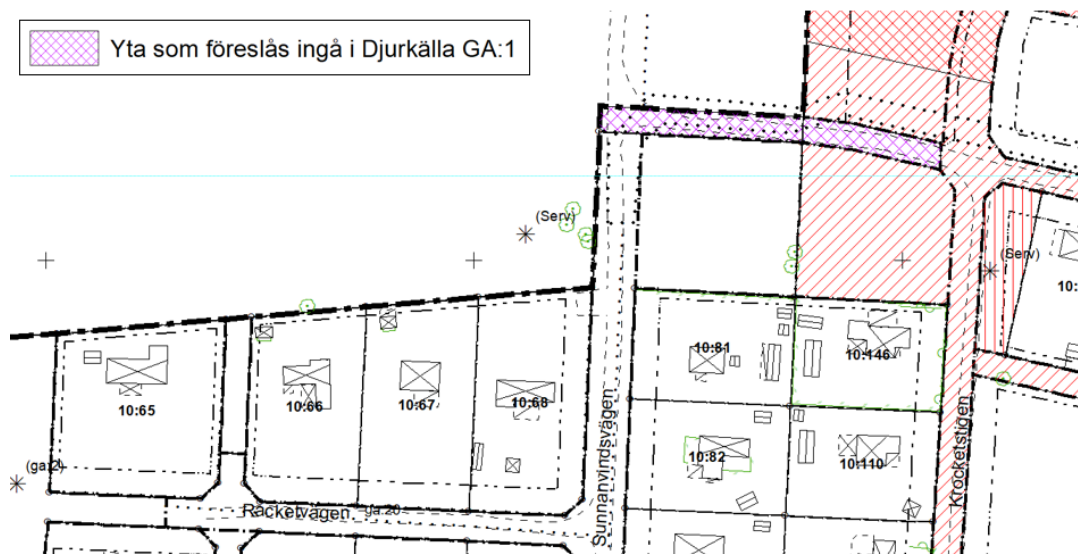 Yta som föreslås ingå i Djurkälla GA:1
(Serv)
(Serv)
10:
10:81
10:146
10:65
10:66
10:67
10:68
Sunnanvindsvägen
Krocketstigen
10:82
10:110
(ga:2)
Racketvägen
ga:20